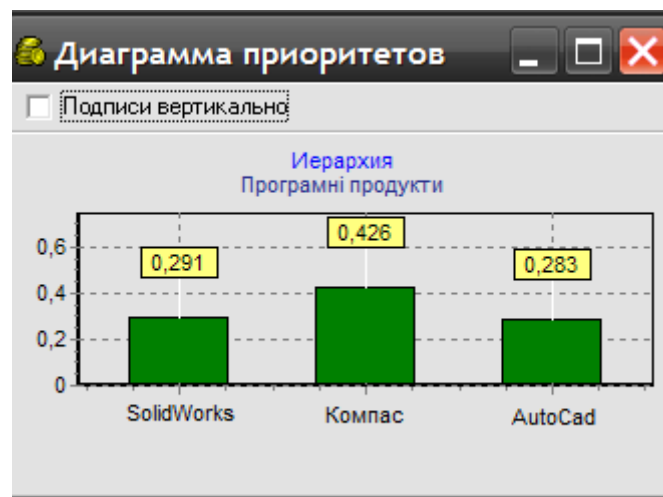 Диаграмма приоритетов
Подписи вертикально
Иерархия
Програмні продукти
0,6
0,4
0,2
0
0,291
0,426
0,283
SolidWorks
Компас
AutoCad